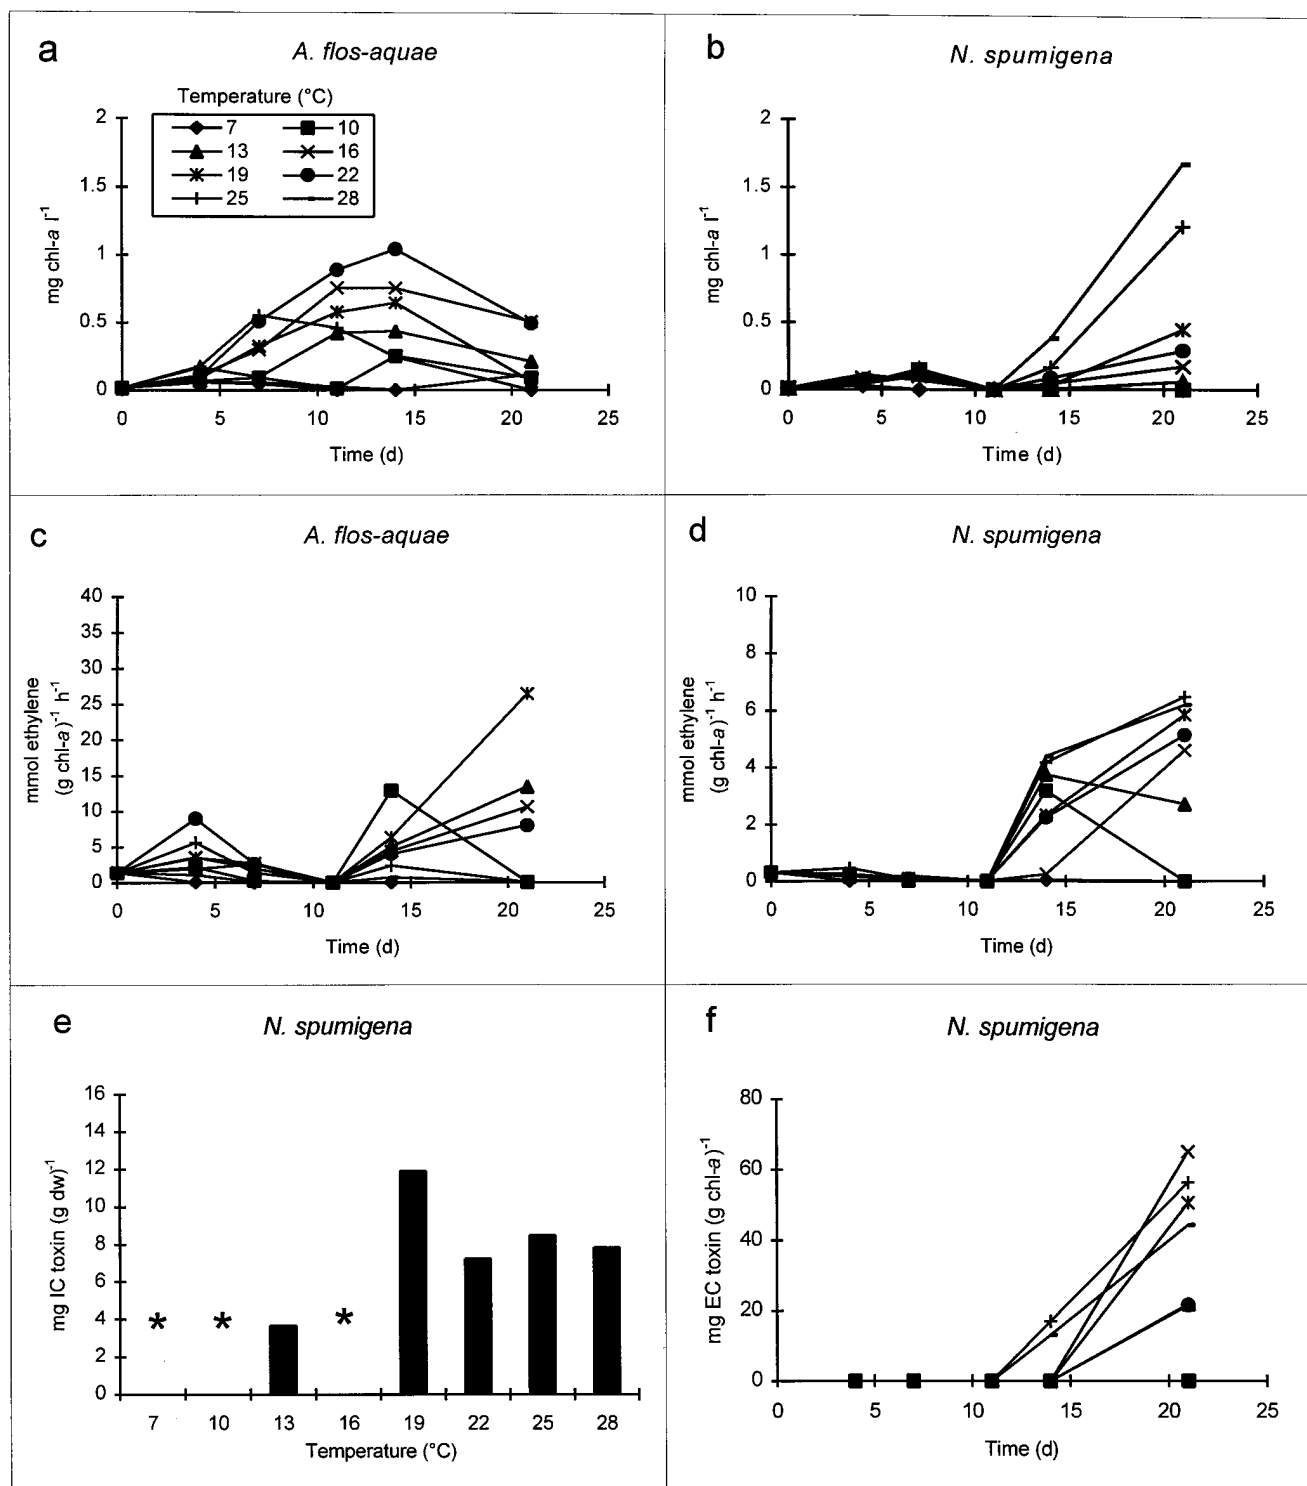 a
A. flos-aquae
Temperature (°C)
7 10
13 16
19 22
25 28
2
1.5
1
0.5
0
mg chl-a l⁻¹
0 5 10 15 20 25
Time (d)
b
N. spumigena
2
1.5
1
0.5
0
mg chl-a l⁻¹
0 5 10 15 20 25
Time (d)
c
A. flos-aquae
40
35
30
25
20
15
10
5
0
mmol ethylene
(g chl-a)⁻¹ h⁻¹
0 5 10 15 20 25
Time (d)
d
N. spumigena
10
8
6
4
2
0
mmol ethylene
(g chl-a)⁻¹ h⁻¹
0 5 10 15 20 25
Time (d)
e
N. spumigena
16
14
12
10
8
6
4
2
0
mg IC toxin (g dw)⁻¹
* * *
7 10 13 16 19 22 25 28
Temperature (°C)
f
N. spumigena
80
60
40
20
0
mg EC toxin (g chl-a)⁻¹
0 5 10 15 20 25
Time (d)